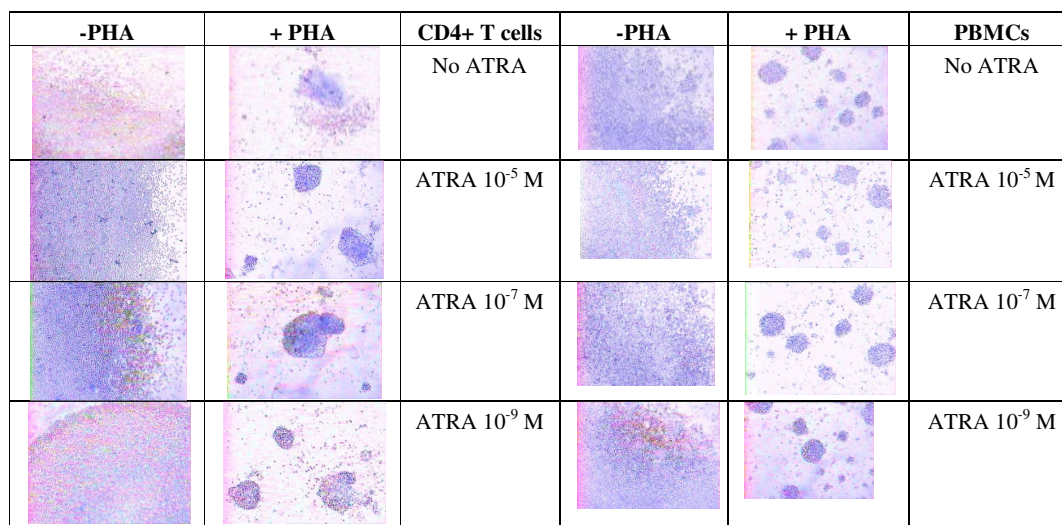 -PHA + PHA CD4+ T cells -PHA + PHA PBMCs
No ATRA No ATRA
ATRA 10⁻⁵ M ATRA 10⁻⁵ M
ATRA 10⁻⁷ M ATRA 10⁻⁷ M
ATRA 10⁻⁹ M ATRA 10⁻⁹ M